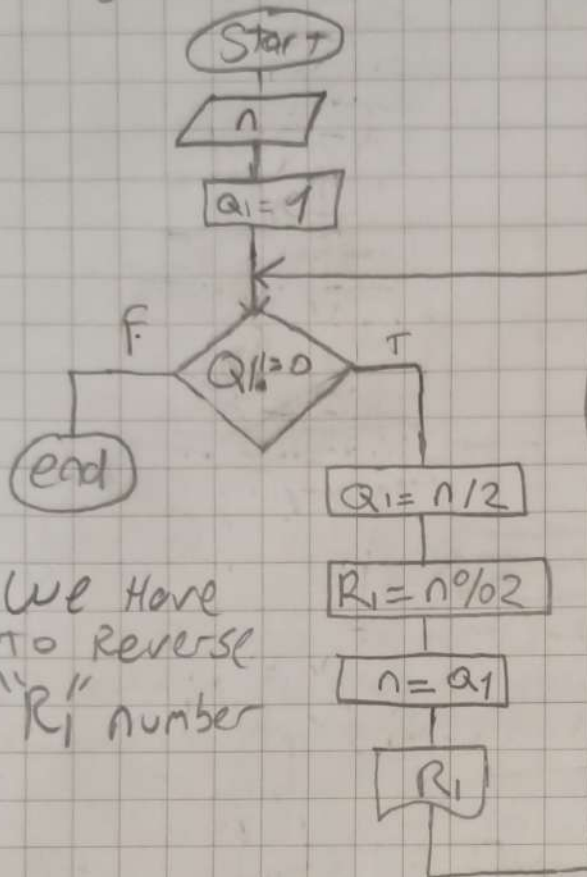 Start
n
Q1 = 1
Q1!=0
F.
T
end
Q1 = n/2
R1 = n%2
n = Q1
R1
We Have
To Reverse
"R1" number